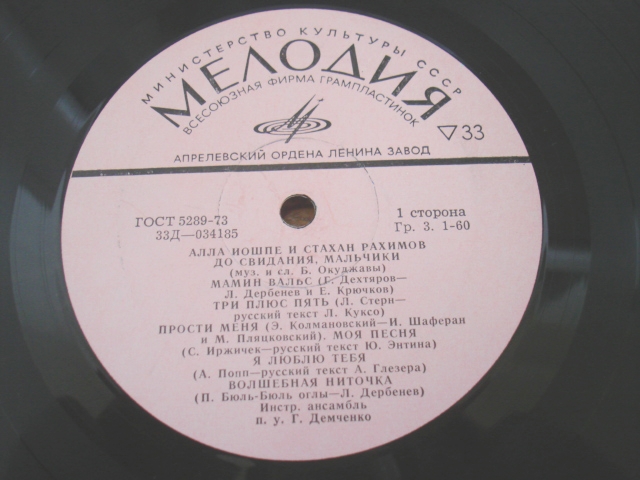 МИНИСТЕРСТВО КУЛЬТУРЫ СССР
МЕЛОДИЯ
ВСЕСОЮЗНАЯ ФИРМА ГРАМПЛАСТИНОК
33
АПРЕЛЕВСКИЙ ОРДЕНА ЛЕНИНА ЗАВОД
ГОСТ 5289-73
1 сторона
33Д—034185
Гр. 3. 1-60
АЛЛА ИОШПЕ И СТАХАН РАХИМОВ
ДО СВИДАНИЯ, МАЛЬЧИКИ
(муз. и сл. Б. Окуджавы)
МАМИН ВАЛЬС (Г. Дехтяров—
Л. Дербенев и Е. Крючков)
ТРИ ПЛЮС ПЯТЬ (Л. Стерн—
русский текст Л. Куксо)
ПРОСТИ МЕНЯ (Э. Колмановский—И. Шаферан
и М. Пляцковский). МОЯ ПЕСНЯ
(С. Иржичек—русский текст Ю. Энтина)
Я ЛЮБЛЮ ТЕБЯ
(А. Попп—русский текст А. Глезера)
ВОЛШЕБНАЯ НИТОЧКА
(П. Бюль-Бюль оглы—Л. Дербенев)
Инстр. ансамбль
п. у. Г. Демченко